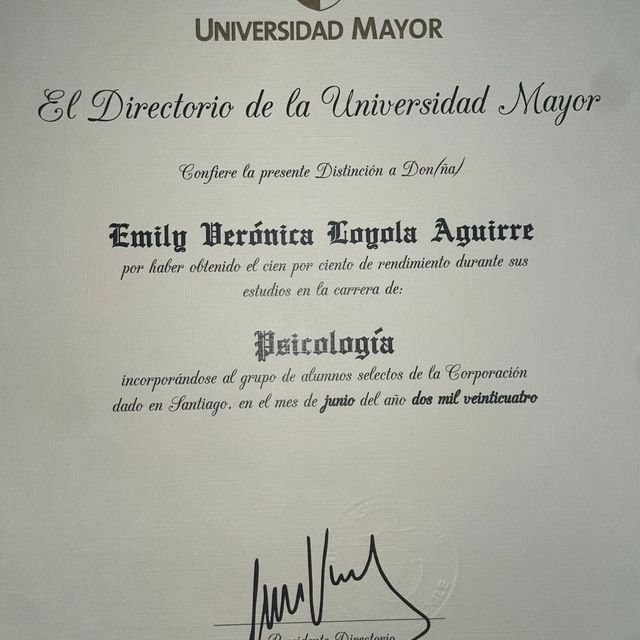 UNIVERSIDAD MAYOR
El Directorio de la Universidad Mayor
Confiere la presente Distinción a Don/ña/
Emily Verónica Loyola Aguirre
por haber obtenido el cien por ciento de rendimiento durante sus
estudios en la carrera de:
Psicología
incorporándose al grupo de alumnos selectos de la Corporación
dado en Santiago, en el mes de junio del año dos mil veinticuatro
Presidente Directorio